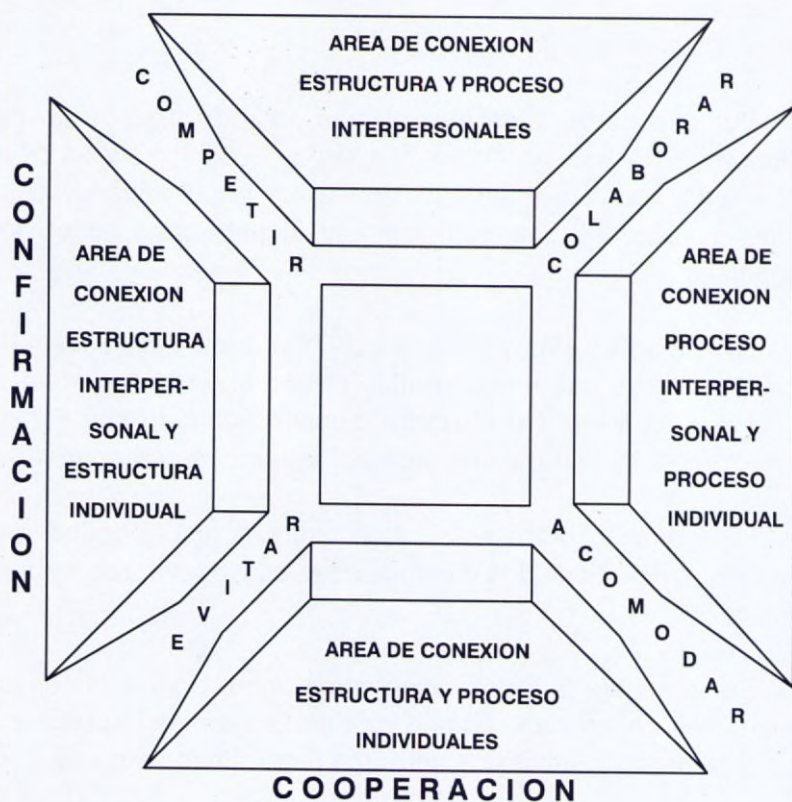 AREA DE CONEXION
ESTRUCTURA Y PROCESO
INTERPERSONALES
COMPETIR
COLABORAR
CONFIRMACION
AREA DE
CONEXION
ESTRUCTURA
INTERPER-
SONAL Y
ESTRUCTURA
INDIVIDUAL
AREA DE
CONEXION
PROCESO
INTERPER-
SONAL Y
PROCESO
INDIVIDUAL
EVITAR
ACOMODAR
AREA DE CONEXION
ESTRUCTURA Y PROCESO
INDIVIDUALES
COOPERACION